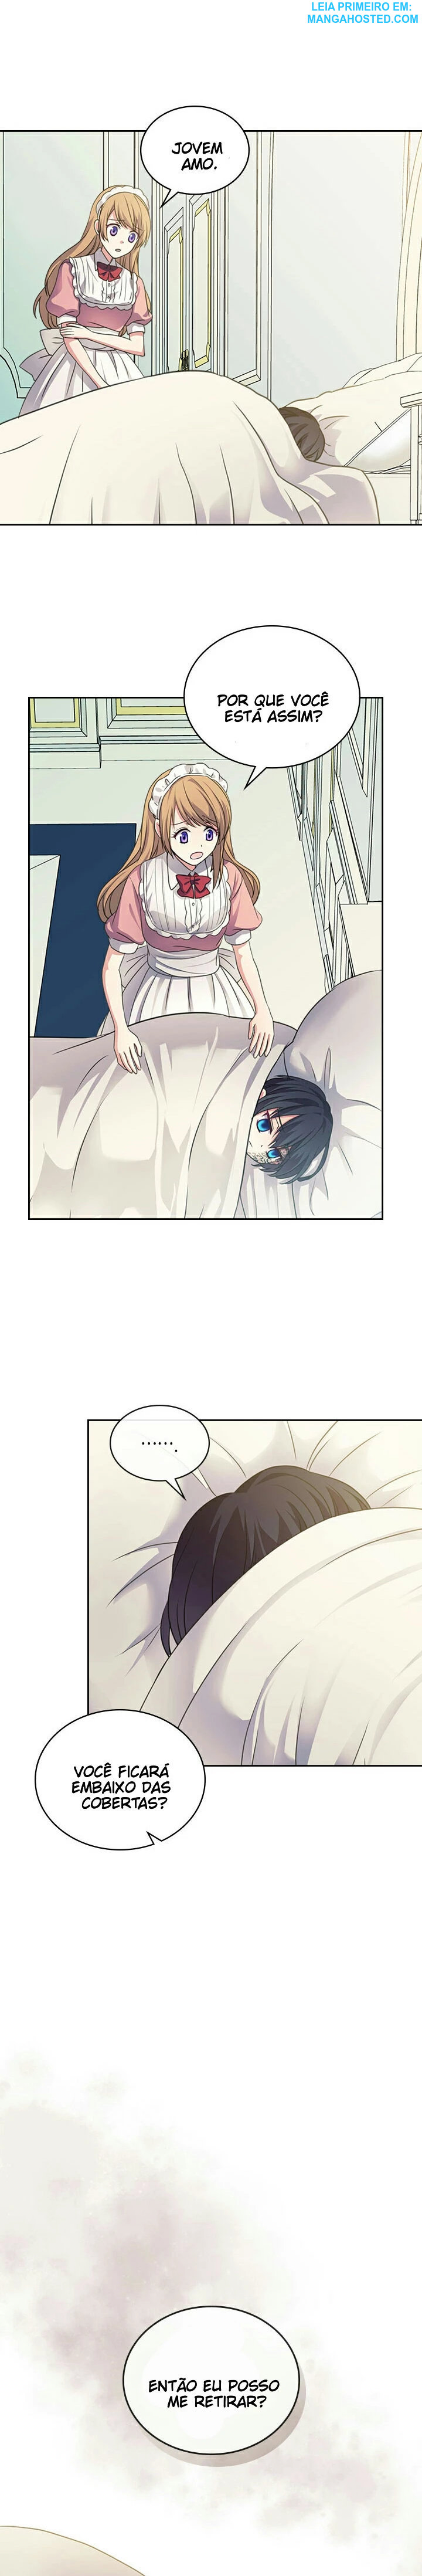 LEIA PRIMEIRO EM:
MANGAHOSTED.COM
JOVEM
AMO.
POR QUE VOCÊ
ESTÁ ASSIM?
.......
VOCÊ FICARÁ
EMBAIXO DAS
COBERTAS?
ENTÃO EU POSSO
ME RETIRAR?